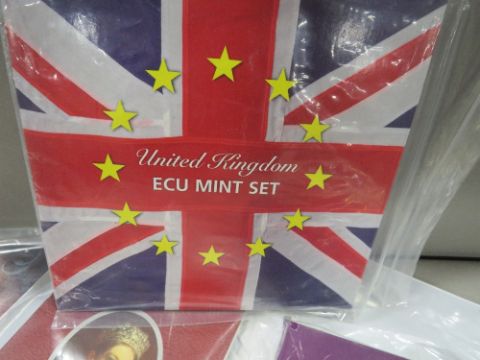 United Kingdom
ECU MINT SET